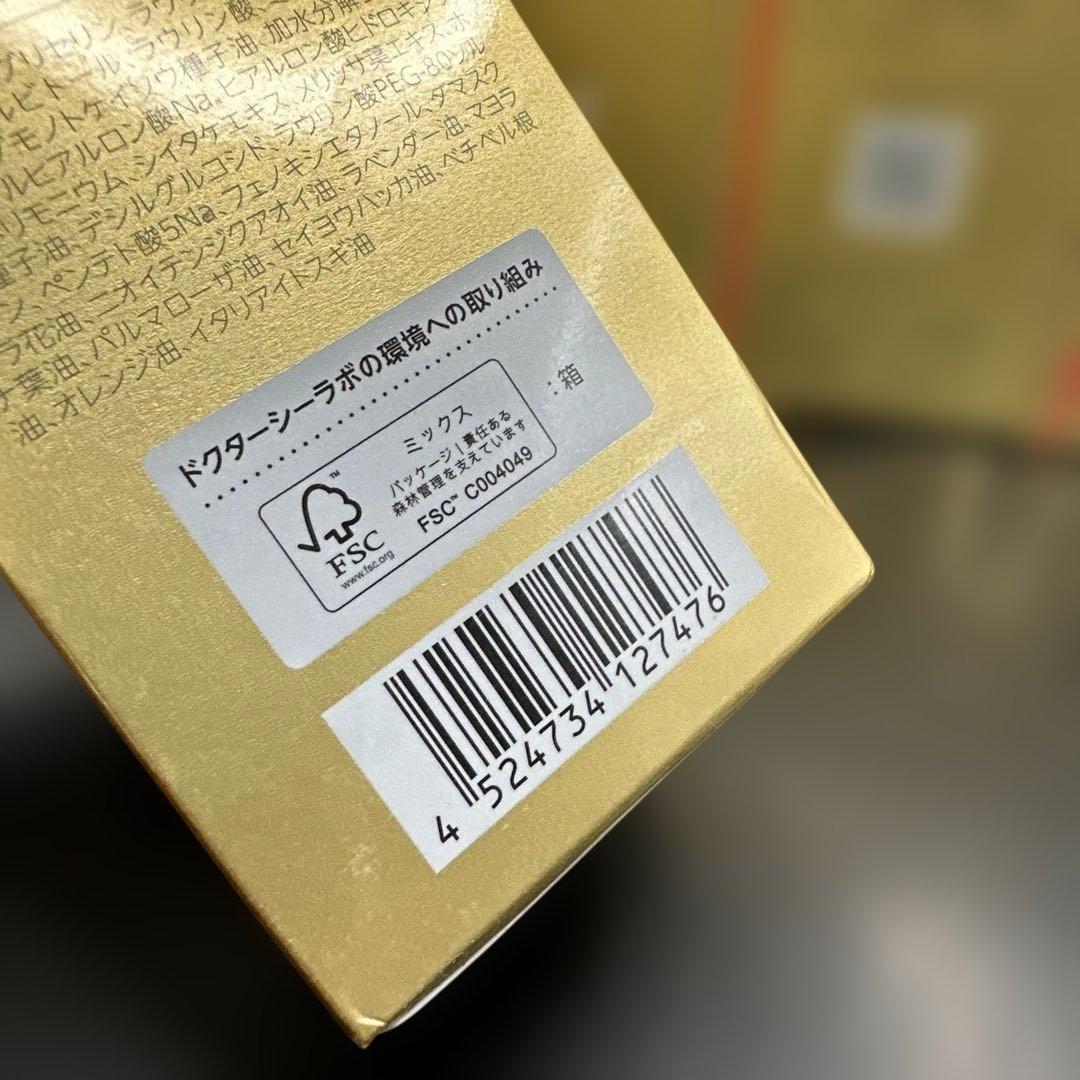 グリセリン、ラウリン酸、
ルビトール、ラウリン酸、
サモントケイソウ種子油、加水分解
ルヒアルロン酸Na、ヒアルロン酸ヒドロキシ
リモニウム、シイタケエキス、メリッサ葉エキス、ホ
種子油、デシルグルコシド、ラウリン酸PEG-80ソル
ン、ペンテト酸5Na、フェノキシエタノール、ダマスク
ラ花油、ニオイテンジクアオイ油、ラベンダー油、マヨラ
ナ葉油、パルマローザ油、セイヨウハッカ油、ベチベル根
油、オレンジ油、イタリアイトスギ油
ドクターシーラボの環境への取り組み
FSC™
www.fsc.org
ミックス
パッケージ|責任ある
森林管理を支えています
FSC™ C004049
:箱
4 524734 127476